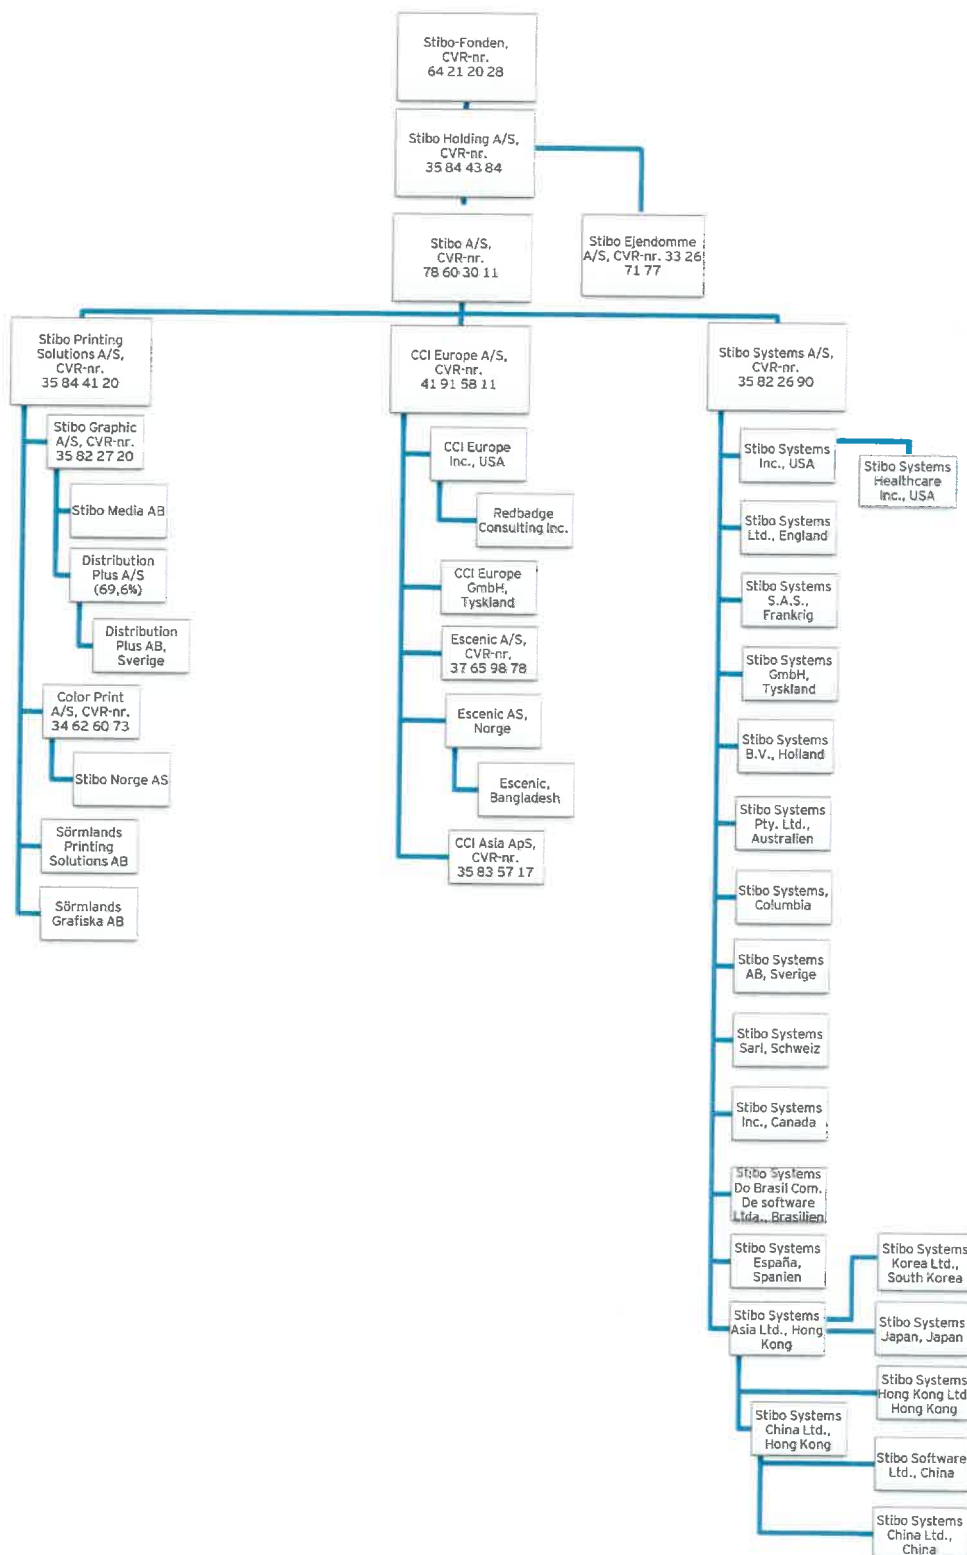 Stibo-Fonden,
CVR-nr.
64 21 20 28
Stibo Holding A/S,
CVR-nr.
35 84 43 84
Stibo A/S,
CVR-nr.
78 60 30 11
Stibo Ejendomme
A/S, CVR-nr. 33 26
71 77
Stibo Printing
Solutions A/S,
CVR-nr.
35 84 41 20
Stibo Graphic
A/S, CVR-nr.
35 82 27 20
Stibo Media AB
Distribution
Plus A/S
(69,6%)
Distribution
Plus AB,
Sverige
Color Print
A/S, CVR-nr.
34 62 60 73
Stibo Norge AS
Sörmlands
Printing
Solutions AB
Sörmlands
Grafiska AB
CCI Europe A/S,
CVR-nr.
41 91 58 11
CCI Europe
Inc., USA
Redbadge
Consulting Inc.
CCI Europe
GmbH,
Tyskland
Escenic A/S,
CVR-nr,
37 65 98 78
Escenic AS,
Norge
Escenic,
Bangladesh
CCI Asia ApS,
CVR-nr.
35 83 57 17
Stibo Systems A/S,
CVR-nr.
35 82 26 90
Stibo Systems
Inc., USA
Stibo Systems
Healthcare
Inc., USA
Stibo Systems
Ltd., England
Stibo Systems
S.A.S.,
Frankrig
Stibo Systems
GmbH,
Tyskland
Stibo Systems
B.V., Holland
Stibo Systems
Pty. Ltd.,
Australien
Stibo Systems,
Columbia
Stibo Systems
AB, Sverige
Stibo Systems
Sarl, Schweiz
Stibo Systems
Inc., Canada
Stibo Systems
Do Brasil Com.
De software
Ltda., Brasilien
Stibo Systems
España,
Spanien
Stibo Systems
Asia Ltd., Hong
Kong
Stibo Systems
Korea Ltd.,
South Korea
Stibo Systems
Japan, Japan
Stibo Systems
Hong Kong Ltd
Hong Kong
Stibo Systems
China Ltd.,
Hong Kong
Stibo Software
Ltd., China
Stibo Systems
China Ltd.,
China